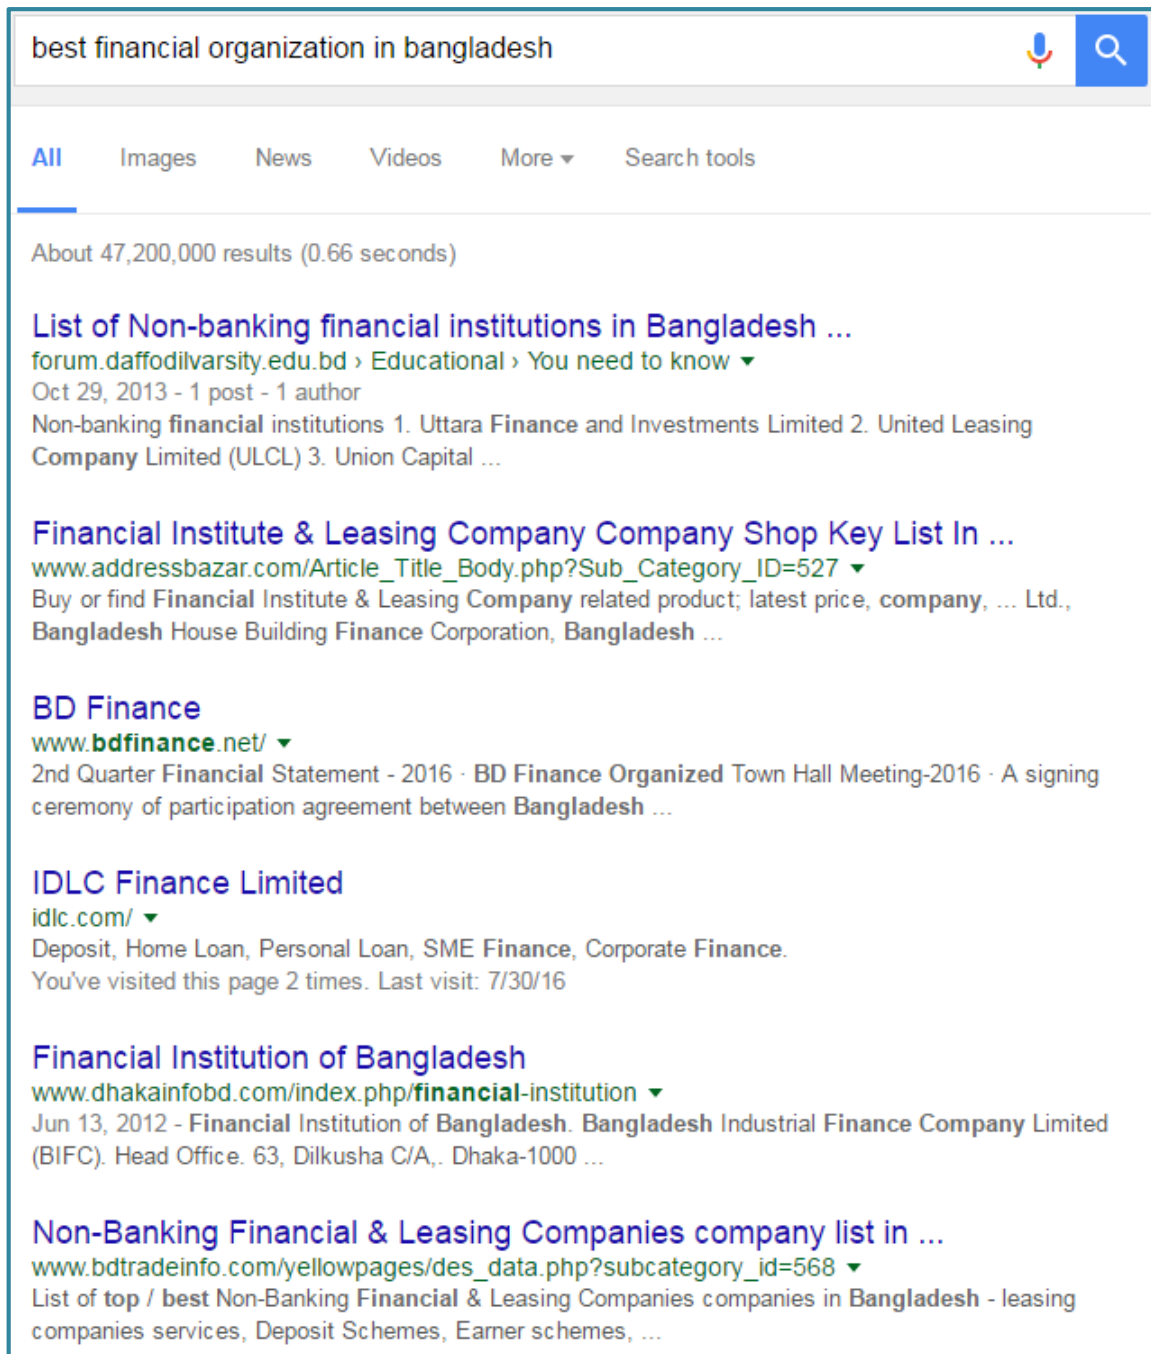 best financial organization in bangladesh
All Images News Videos More Search tools
About 47,200,000 results (0.66 seconds)
List of Non-banking financial institutions in Bangladesh ...
forum.daffodilvarsity.edu.bd › Educational › You need to know
Oct 29, 2013 - 1 post - 1 author
Non-banking financial institutions 1. Uttara Finance and Investments Limited 2. United Leasing
Company Limited (ULCL) 3. Union Capital ...
Financial Institute & Leasing Company Company Shop Key List In ...
www.addressbazar.com/Article_Title_Body.php?Sub_Category_ID=527
Buy or find Financial Institute & Leasing Company related product; latest price, company, ... Ltd.,
Bangladesh House Building Finance Corporation, Bangladesh ...
BD Finance
www.bdfinance.net/
2nd Quarter Financial Statement - 2016 · BD Finance Organized Town Hall Meeting-2016 · A signing
ceremony of participation agreement between Bangladesh ...
IDLC Finance Limited
idlc.com/
Deposit, Home Loan, Personal Loan, SME Finance, Corporate Finance.
You've visited this page 2 times. Last visit: 7/30/16
Financial Institution of Bangladesh
www.dhakainfobd.com/index.php/financial-institution
Jun 13, 2012 - Financial Institution of Bangladesh. Bangladesh Industrial Finance Company Limited
(BIFC). Head Office. 63, Dilkusha C/A,. Dhaka-1000 ...
Non-Banking Financial & Leasing Companies company list in ...
www.bdtradeinfo.com/yellowpages/des_data.php?subcategory_id=568
List of top / best Non-Banking Financial & Leasing Companies companies in Bangladesh - leasing
companies services, Deposit Schemes, Earner schemes, ...